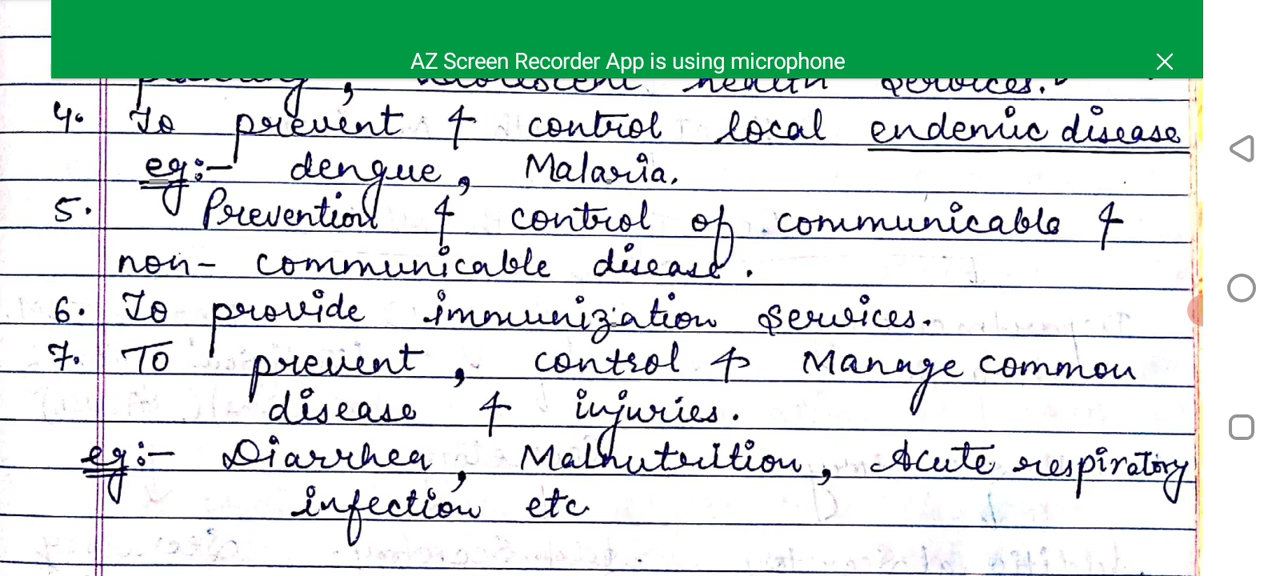 AZ Screen Recorder App is using microphone
health services.
4. To prevent & control local endemic disease
eg:- dengue, Malaria.
5. Prevention & control of communicable &
non- communicable disease.
6. To provide immunization services.
7. To prevent, control & Manage common
disease & injuries.
eg:- Diarrhea, Malnutrition, Acute respiratory
infection etc